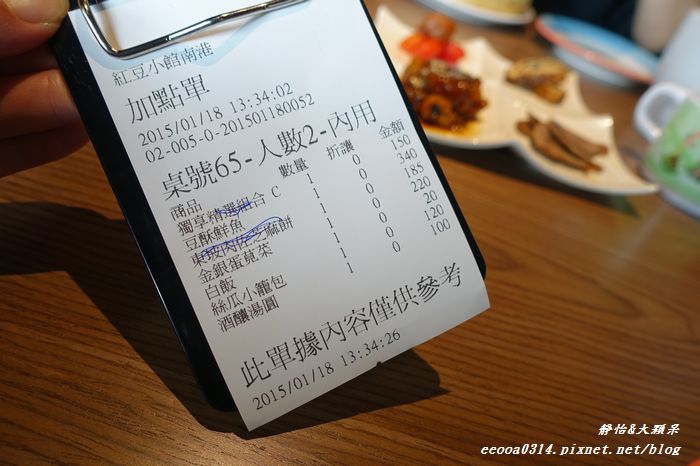 紅豆小館南港
加點單
2015/01/18 13:34:02
02-005-0-201501180052
桌號65-人數2-內用
商品 數量 折讓 金額
獨享精選組合 C 1 0 150
豆酥鮮魚 1 0 340
東坡肉佐芝麻餅 1 0 185
金銀蛋莧菜 1 0 220
白飯 1 0 20
絲瓜小籠包 1 0 120
酒釀湯圓 1 0 100
此單據內容僅供參考
2015/01/18 13:34:26
靜怡&大顆呆
eeooa0314.pixnet.net/blog